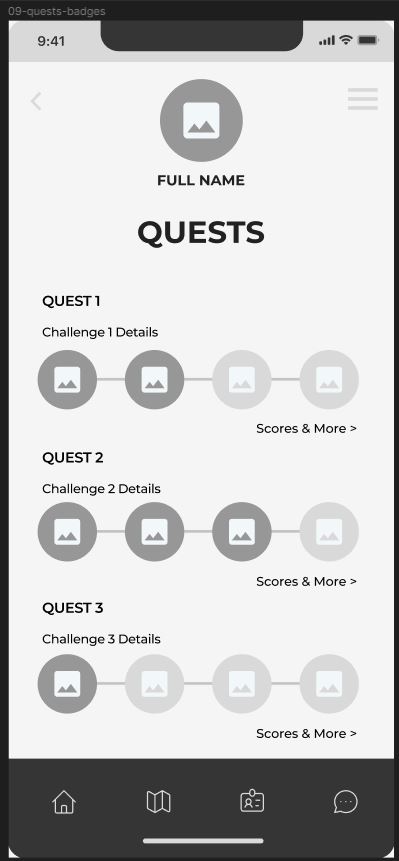 09-quests-badges
9:41
FULL NAME
QUESTS
QUEST 1
Challenge 1 Details
Scores & More >
QUEST 2
Challenge 2 Details
Scores & More >
QUEST 3
Challenge 3 Details
Scores & More >